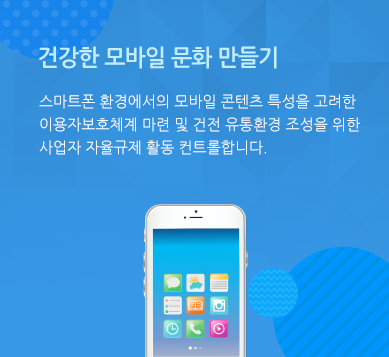 건강한 모바일 문화 만들기
스마트폰 환경에서의 모바일 콘텐츠 특성을 고려한
이용자보호체계 마련 및 건전 유통환경 조성을 위한
사업자 자율규제 활동 컨트롤합니다.